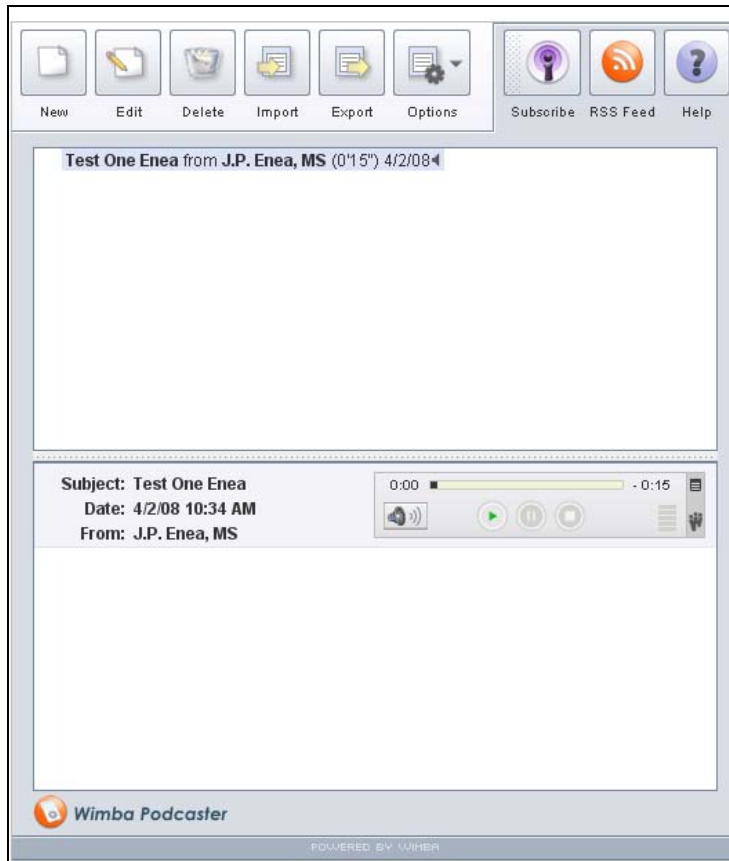 New Edit Delete Import Export Options Subscribe RSS Feed Help
Test One Enea from J.P. Enea, MS (0'15") 4/2/08
Subject: Test One Enea
Date: 4/2/08 10:34 AM
From: J.P. Enea, MS
0:00 - 0:15
Wimba Podcaster
POWERED BY WIMBA